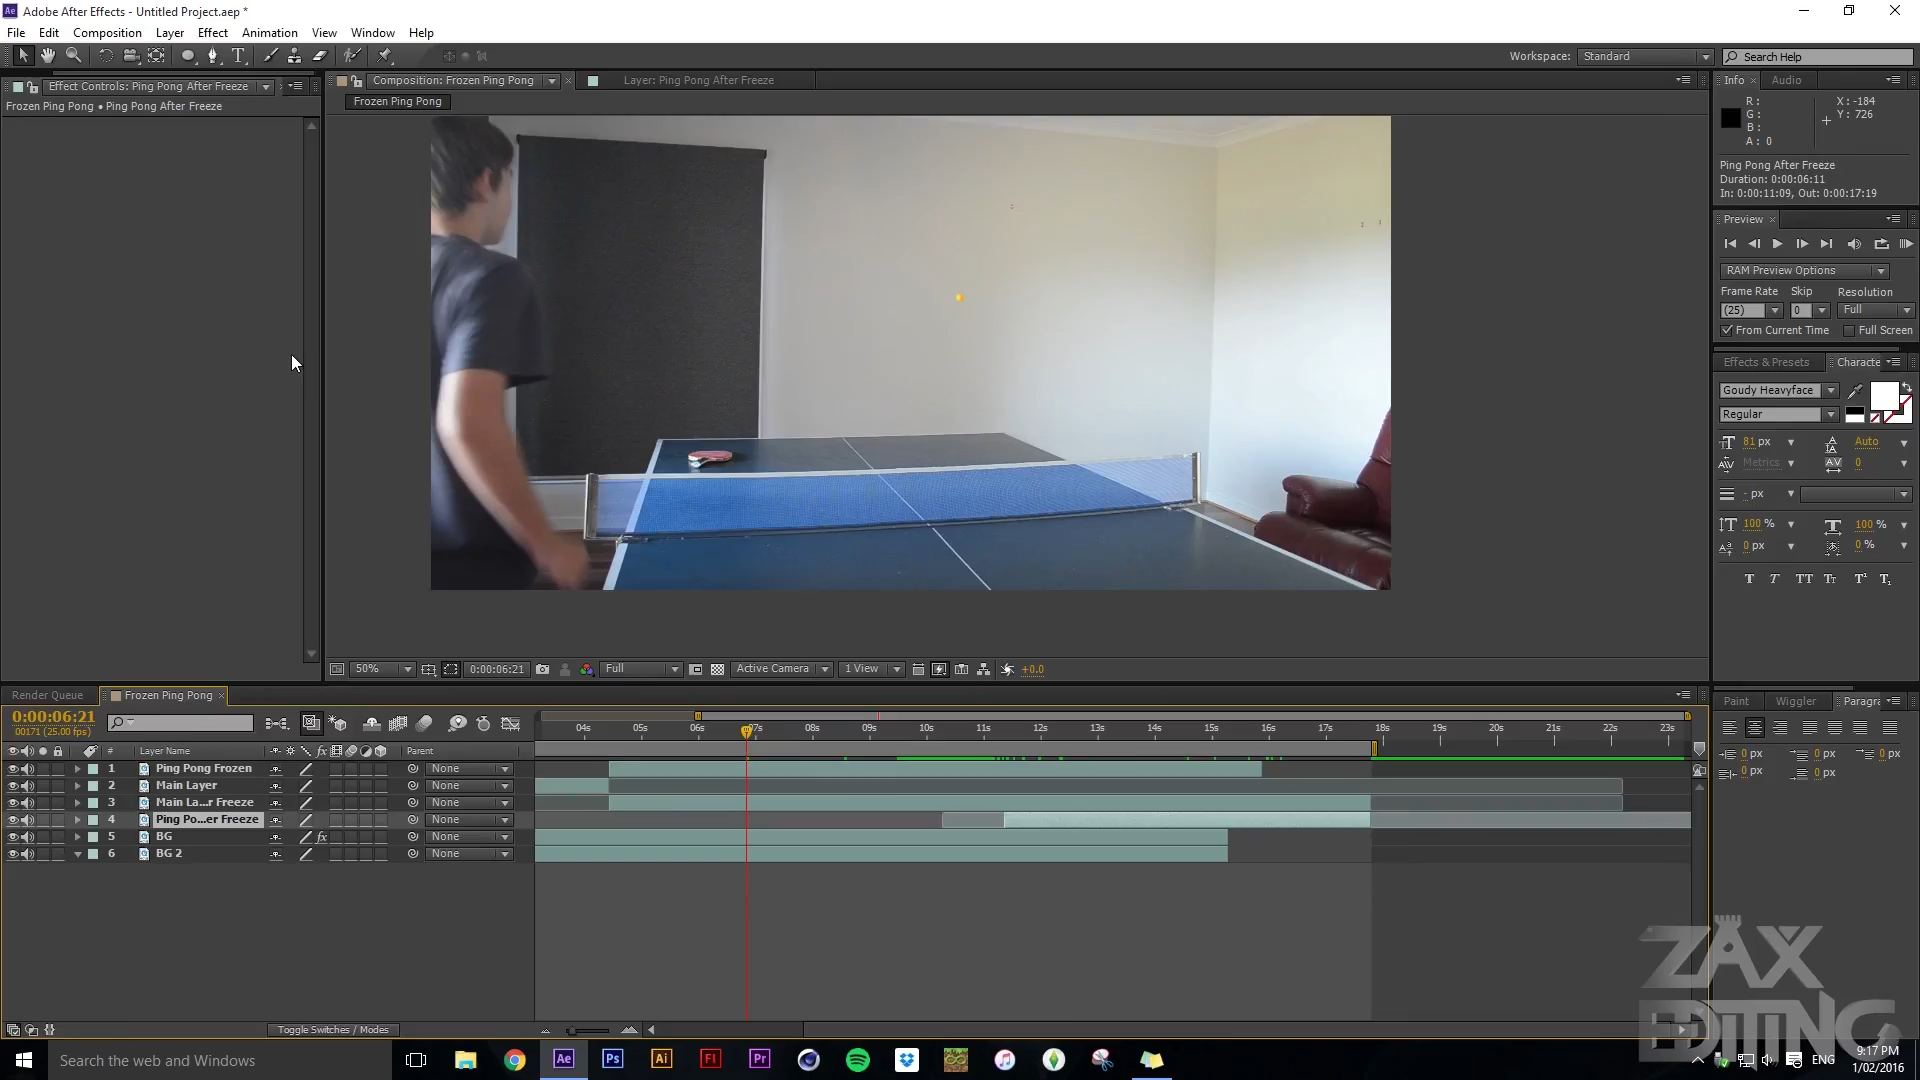 Adobe After Effects - Untitled Project.aep *
File Edit Composition Layer Effect Animation View Window Help
Workspace: Standard Search Help
Effect Controls: Ping Pong After Freeze
Frozen Ping Pong • Ping Pong After Freeze
Composition: Frozen Ping Pong
Layer: Ping Pong After Freeze
Frozen Ping Pong
Info Audio
R:
G:
B:
A: 0
X: -184
Y: 726
Ping Pong After Freeze
Duration: 0:00:06:11
In: 0:00:11:09, Out: 0:00:17:19
Preview
RAM Preview Options
Frame Rate Skip Resolution
(25) 0 Full
From Current Time Full Screen
Effects & Presets Characte
Goudy Heavyface
Regular
81 px Auto
Metrics 0
- px
100 % 100 %
0 px 0 %
T T TT Tt T¹ T₁
50% 0:00:06:21 Full Active Camera 1 View +0.0
Render Queue Frozen Ping Pong
0:00:06:21
00171 (25.00 fps)
04s 05s 06s 07s 08s 09s 10s 11s 12s 13s 14s 15s 16s 17s 18s 19s 20s 21s 22s 23s
# Layer Name fx Parent
1 Ping Pong Frozen None
2 Main Layer None
3 Main La...r Freeze None
4 Ping Po...er Freeze None
5 BG fx None
6 BG 2 None
Paint Wiggler Paragra
0 px 0 px 0 px
0 px 0 px
Toggle Switches / Modes
ZAX
EDITING
Search the web and Windows
Ae Ps Ai Fl Pr
ENG
9:17 PM
1/02/2016